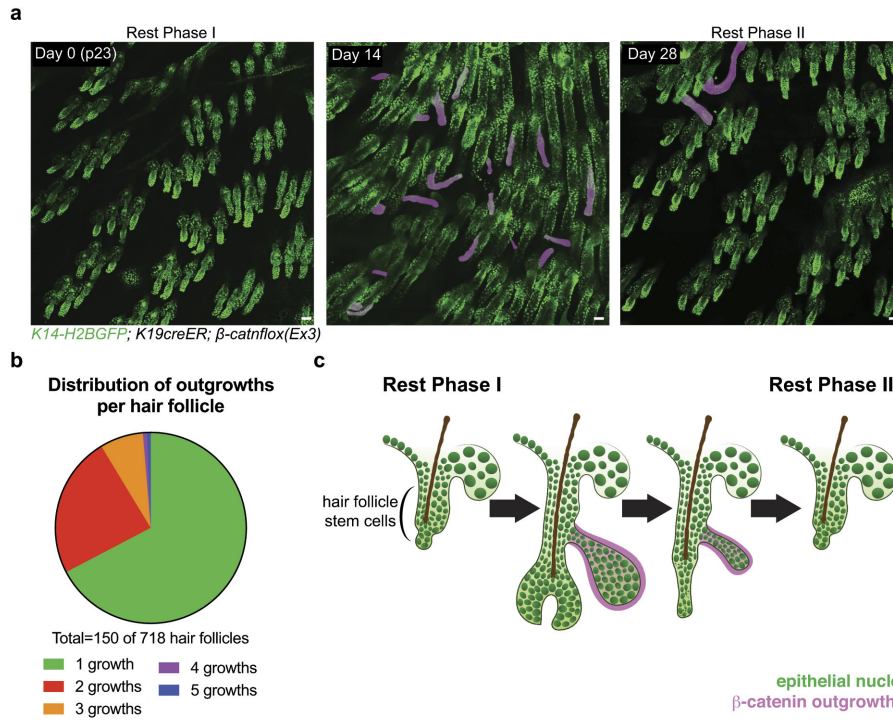 a
Rest Phase I
Rest Phase II
Day 0 (p23)
Day 14
Day 28
K14-H2BGFP; K19creER; β-catnflox(Ex3)
b
Distribution of outgrowths
per hair follicle
Total=150 of 718 hair follicles
1 growth
2 growths
3 growths
4 growths
5 growths
c
Rest Phase I
Rest Phase II
hair follicle
stem cells
epithelial nucle
β-catenin outgrowth